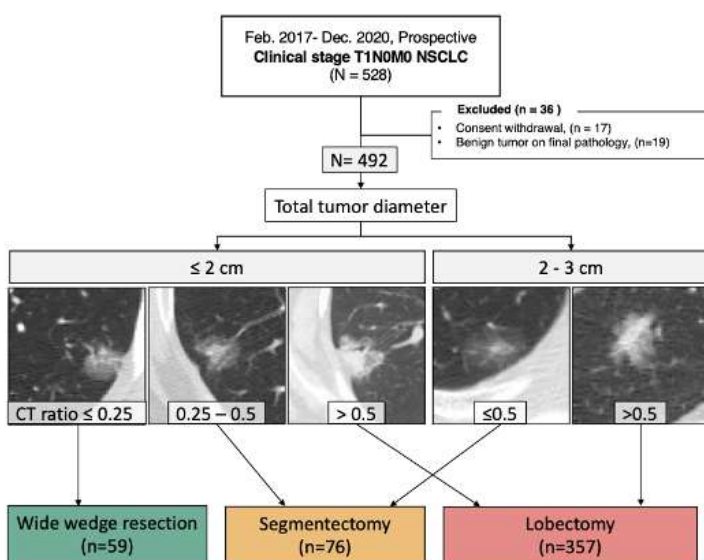 Feb. 2017- Dec. 2020, Prospective
Clinical stage T1N0M0 NSCLC
(N = 528)
Excluded (n = 36 )
• Consent withdrawal, (n = 17)
• Benign tumor on final pathology, (n=19)
N= 492
Total tumor diameter
≤ 2 cm
2 - 3 cm
CT ratio ≤ 0.25
0.25 – 0.5
> 0.5
≤0.5
>0.5
Wide wedge resection
(n=59)
Segmentectomy
(n=76)
Lobectomy
(n=357)